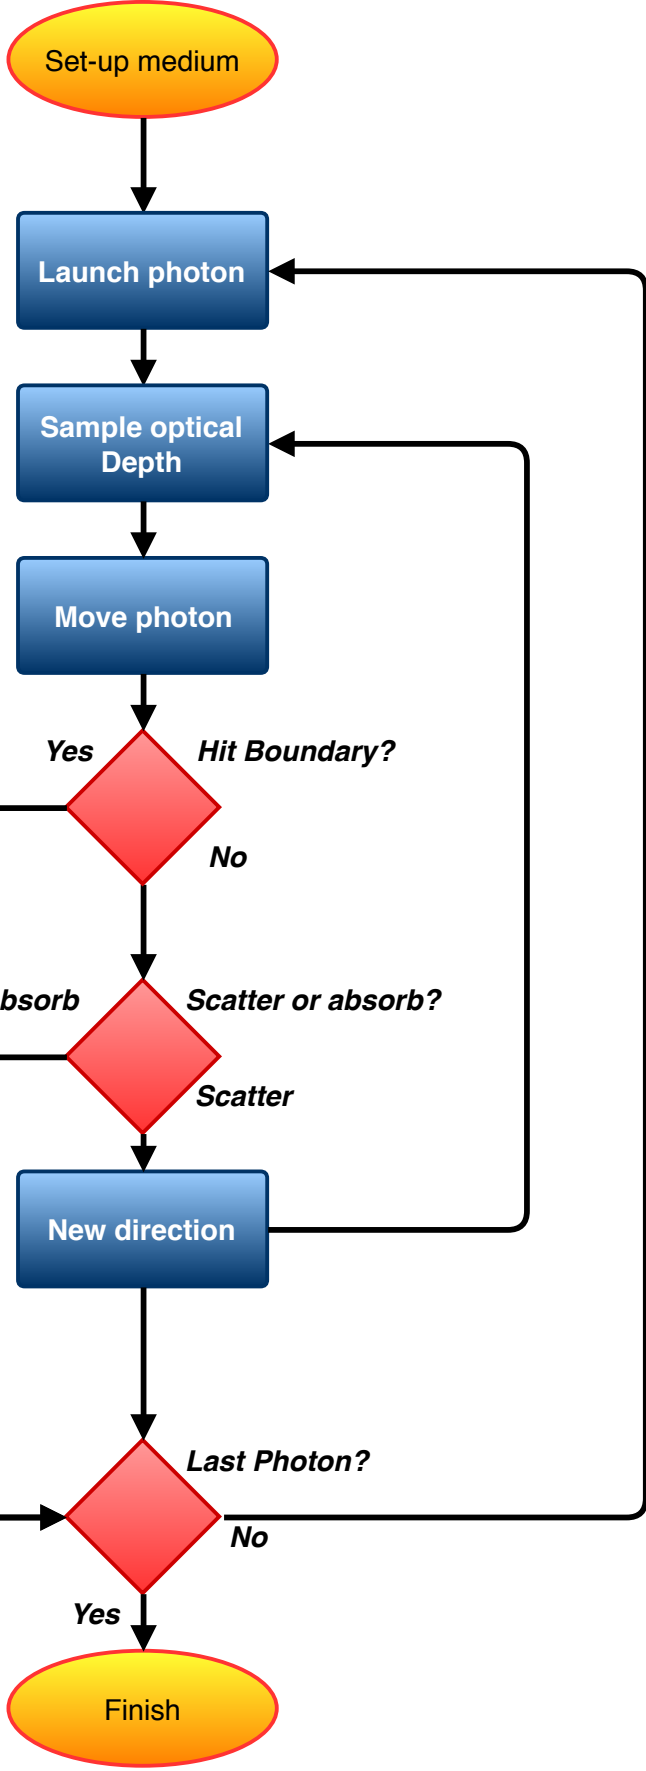 Set-up medium
Launch photon
Sample optical
Depth
Move photon
Yes
Hit Boundary?
No
bsorb
Scatter or absorb?
Scatter
New direction
Last Photon?
No
Yes
Finish